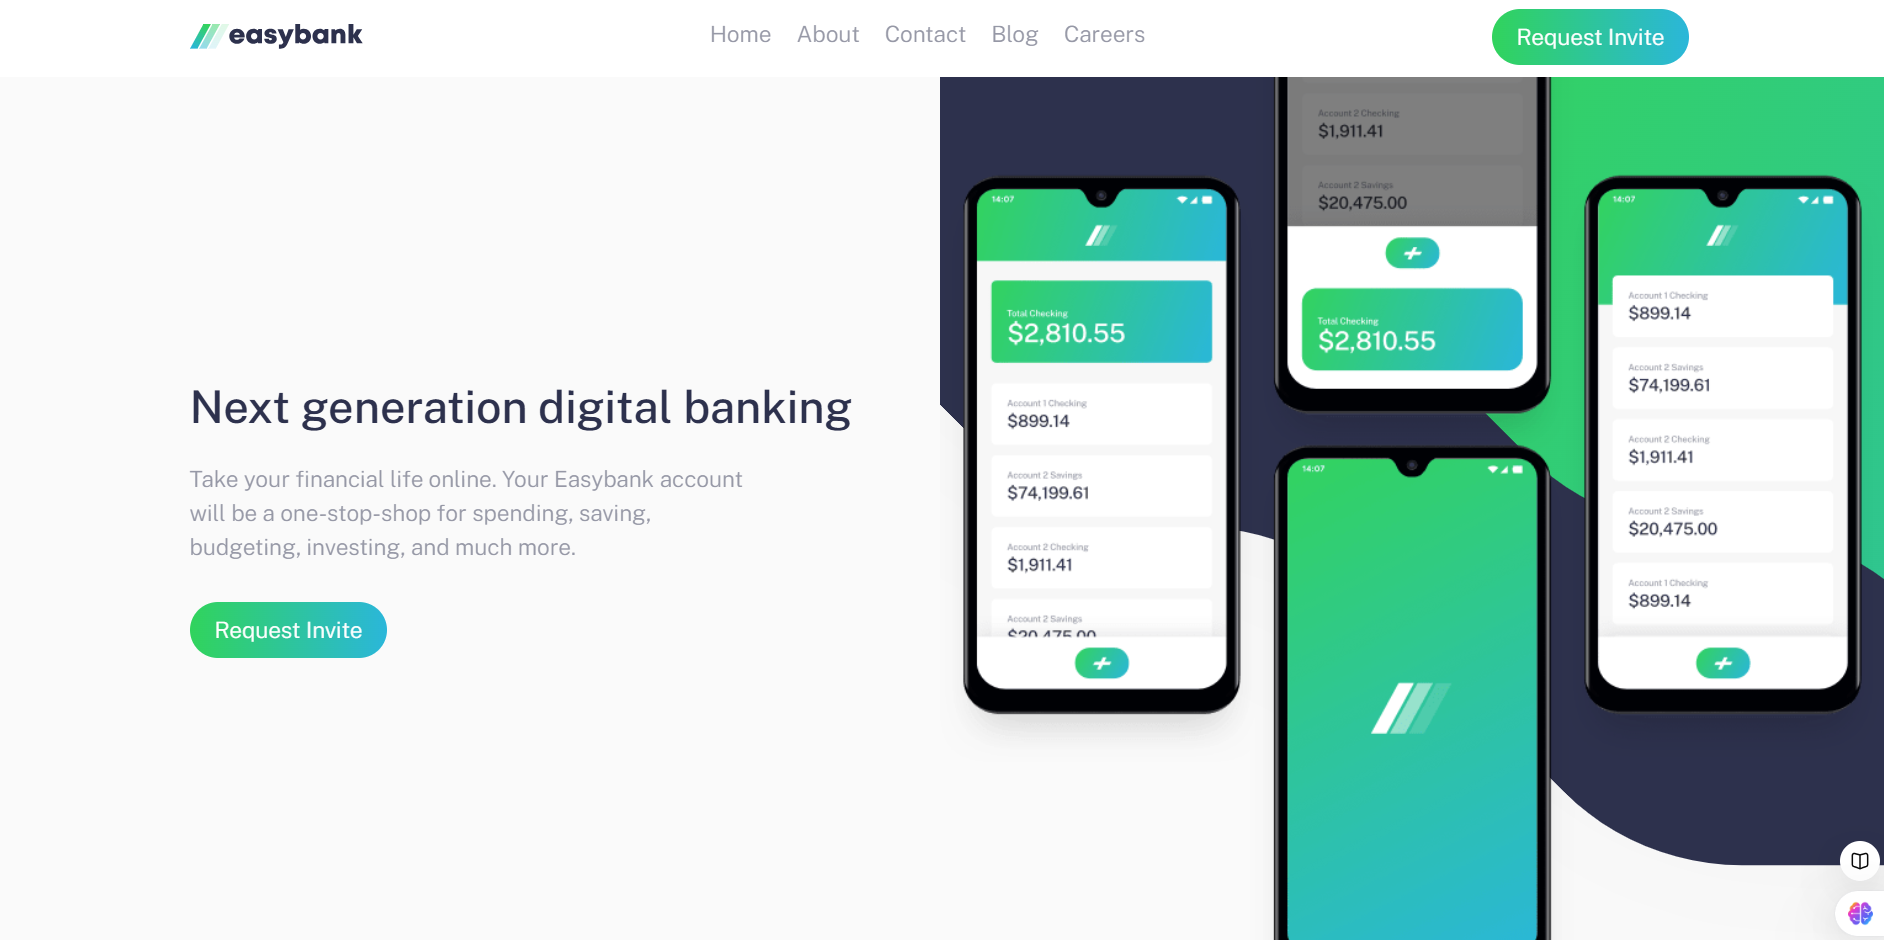 easybank
Home About Contact Blog Careers
Request Invite
Next generation digital banking
Take your financial life online. Your Easybank account
will be a one-stop-shop for spending, saving,
budgeting, investing, and much more.
Request Invite
14:07
Total Checking
$2,810.55
Account 1 Checking
$899.14
Account 2 Savings
$74,199.61
Account 2 Checking
$1,911.41
Account 2 Savings
$20,475.00
Account 2 Checking
$1,911.41
Account 2 Savings
$20,475.00
Total Checking
$2,810.55
14:07
14:07
Account 1 Checking
$899.14
Account 2 Savings
$74,199.61
Account 2 Checking
$1,911.41
Account 2 Savings
$20,475.00
Account 1 Checking
$899.14